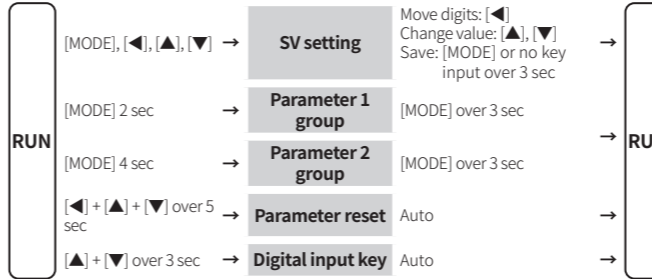 Move digits: [◀]
[MODE], [◀], [▲], [▼] → SV setting Change value: [▲], [▼] →
Save: [MODE] or no key
input over 3 sec
[MODE] 2 sec → Parameter 1
group [MODE] over 3 sec
RUN → RU
[MODE] 4 sec → Parameter 2
group [MODE] over 3 sec
[◀] + [▲] + [▼] over 5
sec → Parameter reset Auto →
[▲] + [▼] over 3 sec → Digital input key Auto →